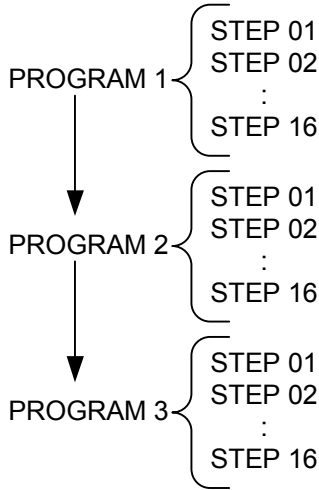 STEP 01
STEP 02
PROGRAM 1
:
STEP 16
STEP 01
STEP 02
PROGRAM 2
:
STEP 16
STEP 01
STEP 02
PROGRAM 3
:
STEP 16